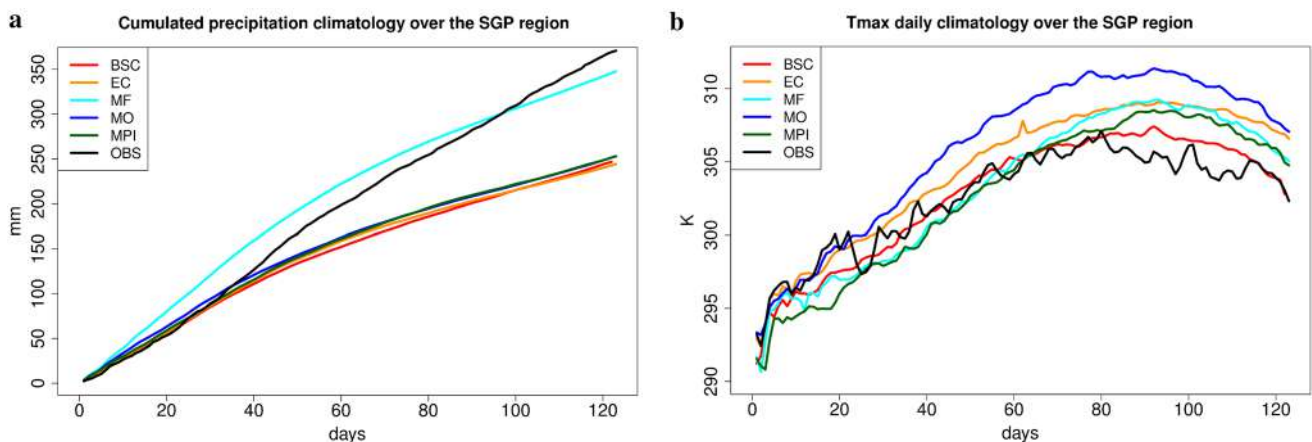 a
Cumulated precipitation climatology over the SGP region
BSC
EC
MF
MO
MPI
OBS
mm
0
50
100
150
200
250
300
350
0 20 40 60 80 100 120
days
b
Tmax daily climatology over the SGP region
BSC
EC
MF
MO
MPI
OBS
K
290
295
300
305
310
0 20 40 60 80 100 120
days